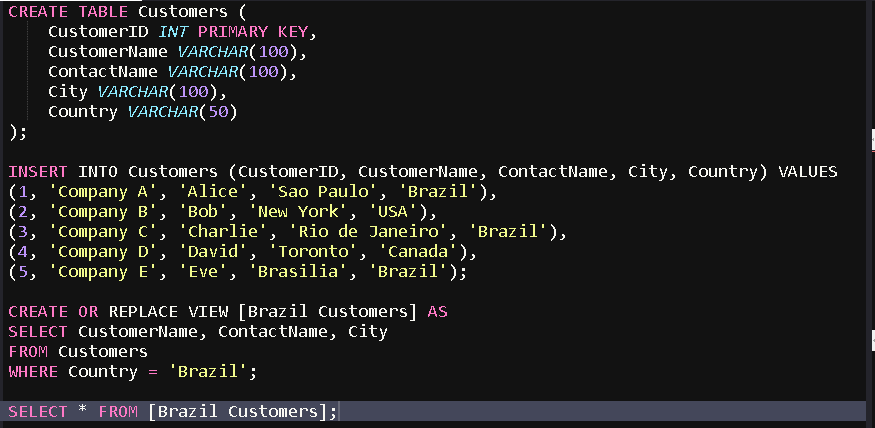 CREATE TABLE Customers (
    CustomerID INT PRIMARY KEY,
    CustomerName VARCHAR(100),
    ContactName VARCHAR(100),
    City VARCHAR(100),
    Country VARCHAR(50)
);

INSERT INTO Customers (CustomerID, CustomerName, ContactName, City, Country) VALUES
(1, 'Company A', 'Alice', 'Sao Paulo', 'Brazil'),
(2, 'Company B', 'Bob', 'New York', 'USA'),
(3, 'Company C', 'Charlie', 'Rio de Janeiro', 'Brazil'),
(4, 'Company D', 'David', 'Toronto', 'Canada'),
(5, 'Company E', 'Eve', 'Brasilia', 'Brazil');

CREATE OR REPLACE VIEW [Brazil Customers] AS
SELECT CustomerName, ContactName, City
FROM Customers
WHERE Country = 'Brazil';

SELECT * FROM [Brazil Customers];